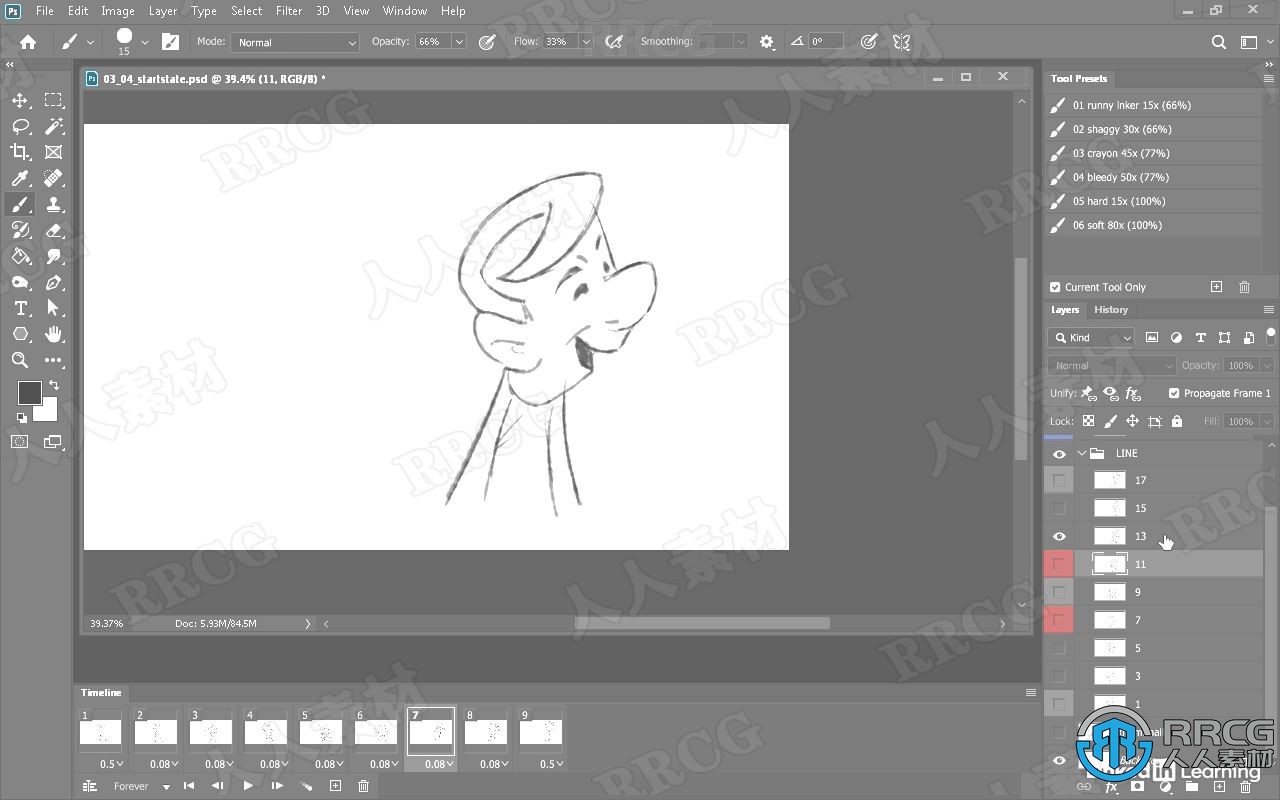 Ps File Edit Image Layer Type Select Filter 3D View Window Help
15 Mode: Normal Opacity: 66% Flow: 33% Smoothing: 0°
03_04_startstate.psd @ 39.4% (11, RGB/8) *
Tool Presets
01 runny Inker 15x (66%)
02 shaggy 30x (66%)
03 crayon 45x (77%)
04 bleedy 50x (77%)
05 hard 15x (100%)
06 soft 80x (100%)
Current Tool Only
Layers History
Kind
Normal Opacity: 100%
Unify: Propagate Frame 1
Lock: Fill: 100%
LINE
17
15
13
11
9
7
5
3
1
39.37% Doc: 5.93M/84.5M
Timeline
1 2 3 4 5 6 7 8 9
0.5 0.08 0.08 0.08 0.08 0.08 0.08 0.08 0.5
Forever
RRCG
人人素材
Linked in Learning
RRCG
人人素材